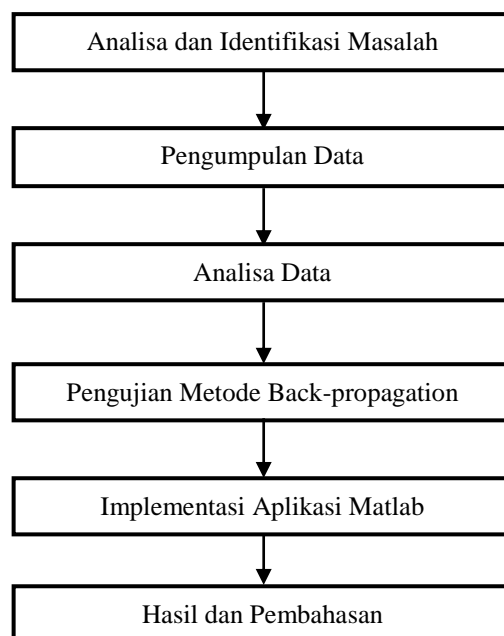 Analisa dan Identifikasi Masalah
Pengumpulan Data
Analisa Data
Pengujian Metode Back-propagation
Implementasi Aplikasi Matlab
Hasil dan Pembahasan